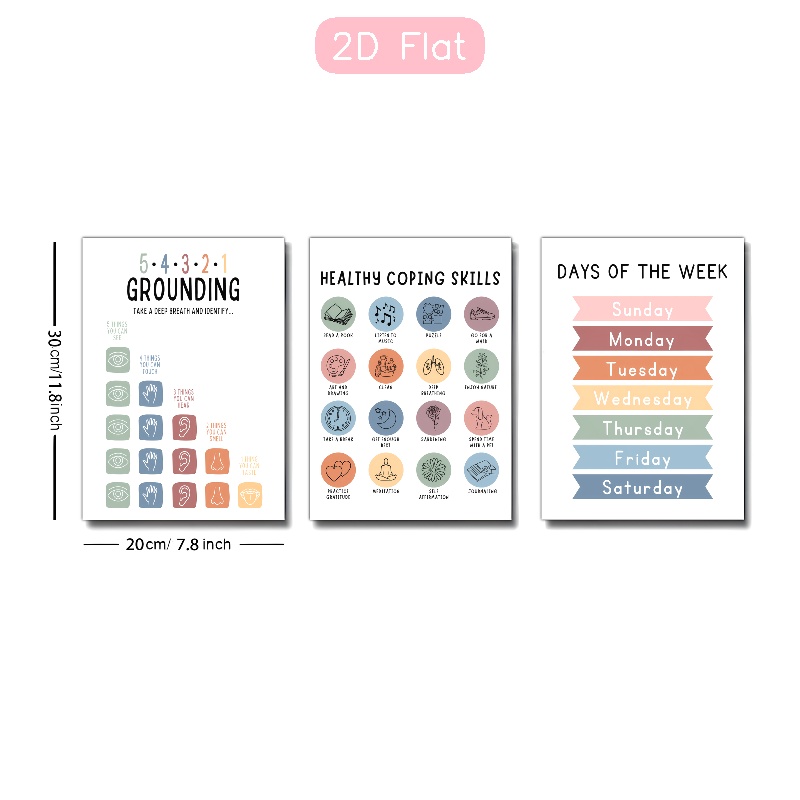 2D Flat
5·4·3·2·1
GROUNDING
TAKE A DEEP BREATH AND IDENTIFY...
5 THINGS
YOU CAN
SEE
4 THINGS
YOU CAN
TOUCH
3 THINGS
YOU CAN
HEAR
2 THINGS
YOU CAN
SMELL
YOU CAN
HEALTHY COPING SKILLS
READ A BOOK
LISTEN TO
MUSIC
PUZZLE
GO FOR A
WALK
ART AND
DRAWING
CLEAN
DEEP
BREATHING
ENJOY NATURE
TAKE A BREAK
GET ENOUGH
REST
GARDENING
SPEND TIME
WITH A PET
PRACTICE
GRATITUDE
MEDITATION
SELF
AFFIRMATION
JOURNALING
DAYS OF THE WEEK
Sunday
Monday
Tuesday
Wednesday
Thursday
Friday
Saturday
30cm/11.8inch
20cm/ 7.8 inch